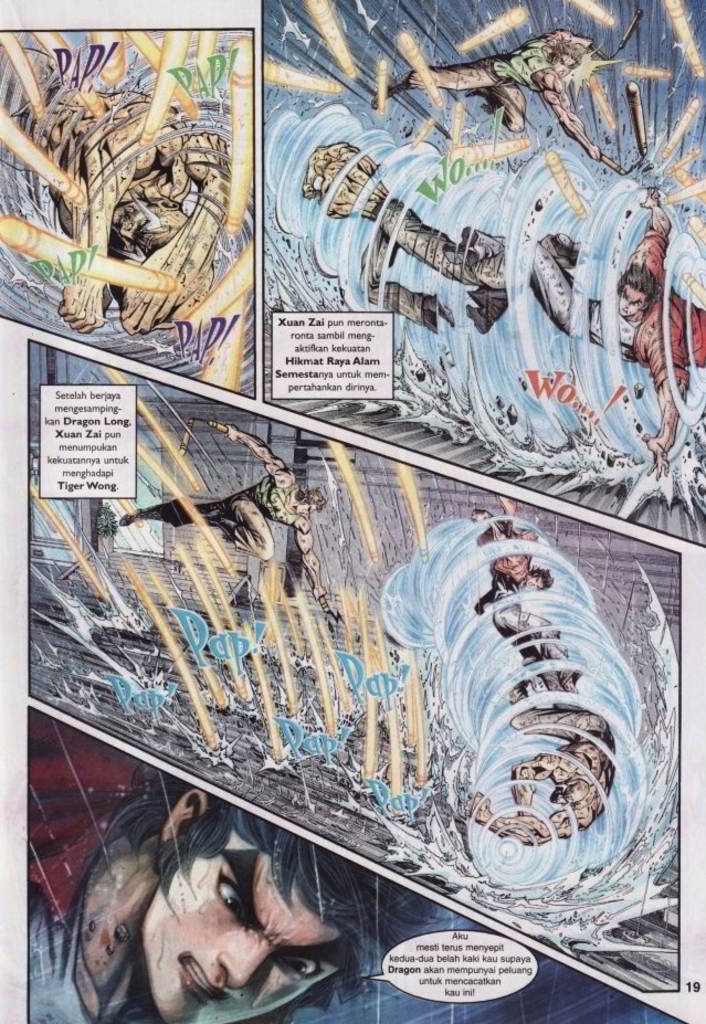 PAP!
PAP!
PAP!
PAP!
WO....!
WO....!
Xuan Zai pun meronta-
ronta sambil meng-
aktifkan kekuatan
Hikmat Raya Alam
Semestanya untuk mem-
pertahankan dirinya.
Setelah berjaya
mengesamping-
kan Dragon Long,
Xuan Zai pun
menumpukan
kekuatannya untuk
menghadapi
Tiger Wong.
Pap!
Pap!
Pap!
Pap!
Pap!
Aku
mesti terus menyepit
kedua-dua belah kaki kau supaya
Dragon akan mempunyai peluang
untuk mencacatkan
kau ini!
19